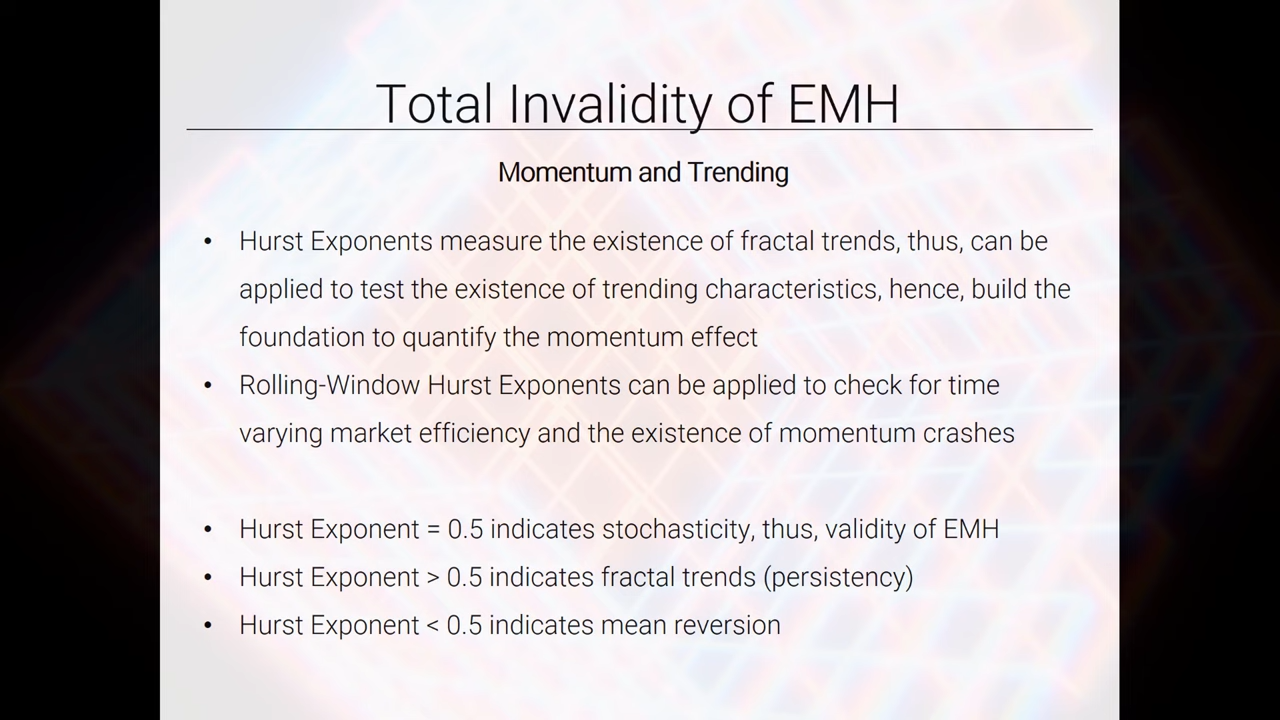 Total Invalidity of EMH
Momentum and Trending
• Hurst Exponents measure the existence of fractal trends, thus, can be
applied to test the existence of trending characteristics, hence, build the
foundation to quantify the momentum effect
• Rolling-Window Hurst Exponents can be applied to check for time
varying market efficiency and the existence of momentum crashes
• Hurst Exponent = 0.5 indicates stochasticity, thus, validity of EMH
• Hurst Exponent > 0.5 indicates fractal trends (persistency)
• Hurst Exponent < 0.5 indicates mean reversion